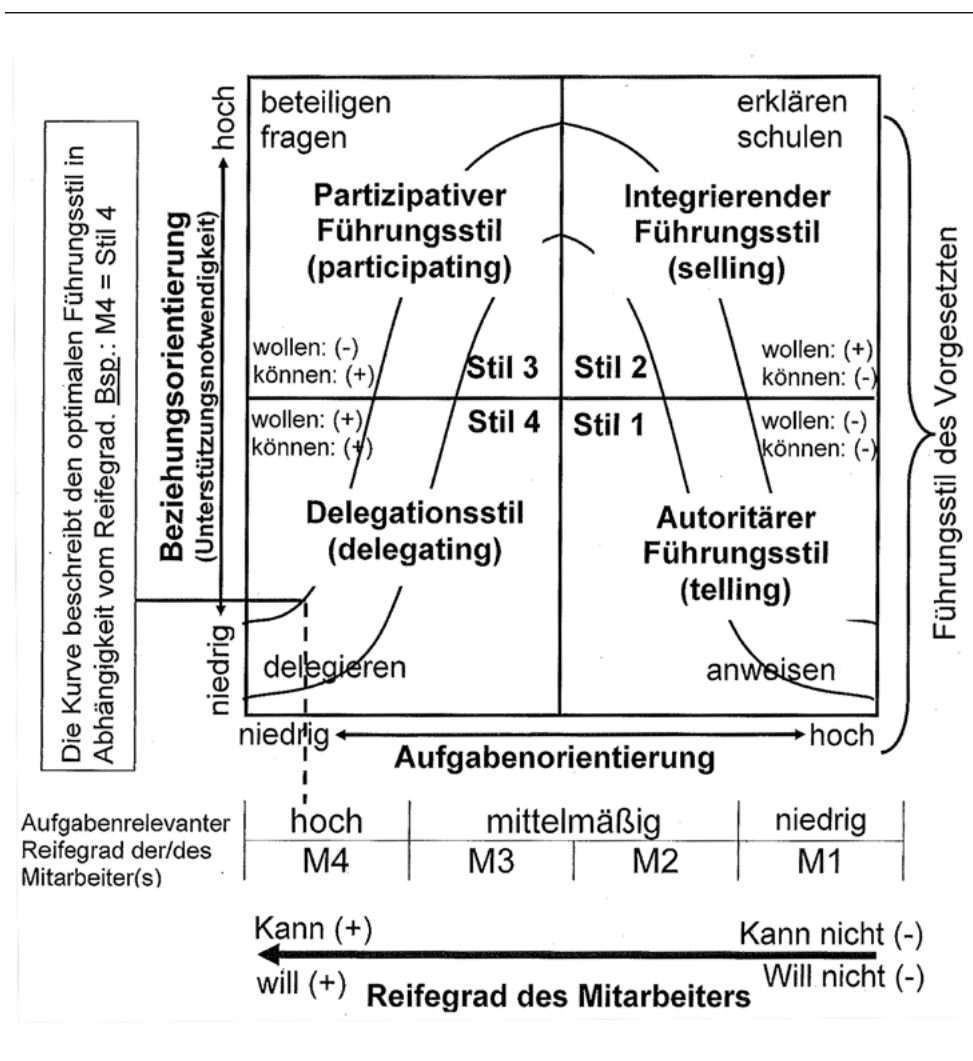 Die Kurve beschreibt den optimalen Führungsstil in
Abhängigkeit vom Reifegrad. Bsp.: M4 = Stil 4
Beziehungsorientierung
(Unterstützungsnotwendigkeit)
hoch
niedrig
beteiligen
fragen
erklären
schulen
Partizipativer
Führungsstil
(participating)
Integrierender
Führungsstil
(selling)
wollen: (-)
können: (+)
Stil 3
Stil 2
wollen: (+)
können: (-)
wollen: (+)
können: (+)
Stil 4
Stil 1
wollen: (-)
können: (-)
Delegationsstil
(delegating)
Autoritärer
Führungsstil
(telling)
delegieren
anweisen
Führungsstil des Vorgesetzten
niedrig
hoch
Aufgabenorientierung
Aufgabenrelevanter
Reifegrad der/des
Mitarbeiter(s)
hoch
mittelmäßig
niedrig
M4
M3
M2
M1
Kann (+)
Kann nicht (-)
will (+)
Will nicht (-)
Reifegrad des Mitarbeiters